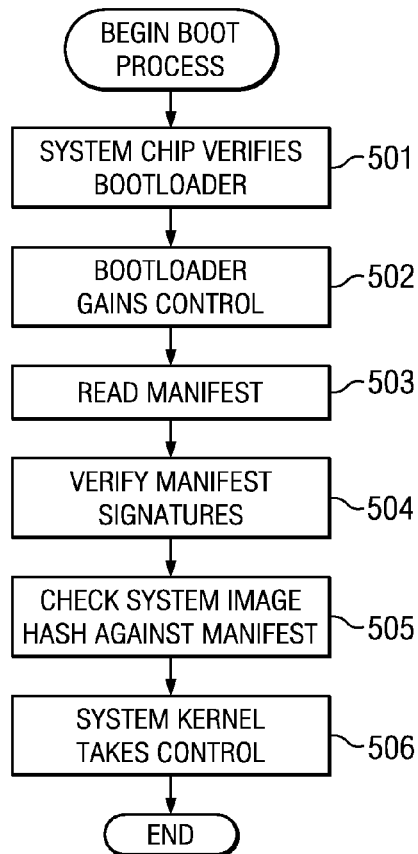 BEGIN BOOT
PROCESS
SYSTEM CHIP VERIFIES
BOOTLOADER
501
BOOTLOADER
GAINS CONTROL
502
READ MANIFEST
503
VERIFY MANIFEST
SIGNATURES
504
CHECK SYSTEM IMAGE
HASH AGAINST MANIFEST
505
SYSTEM KERNEL
TAKES CONTROL
506
END